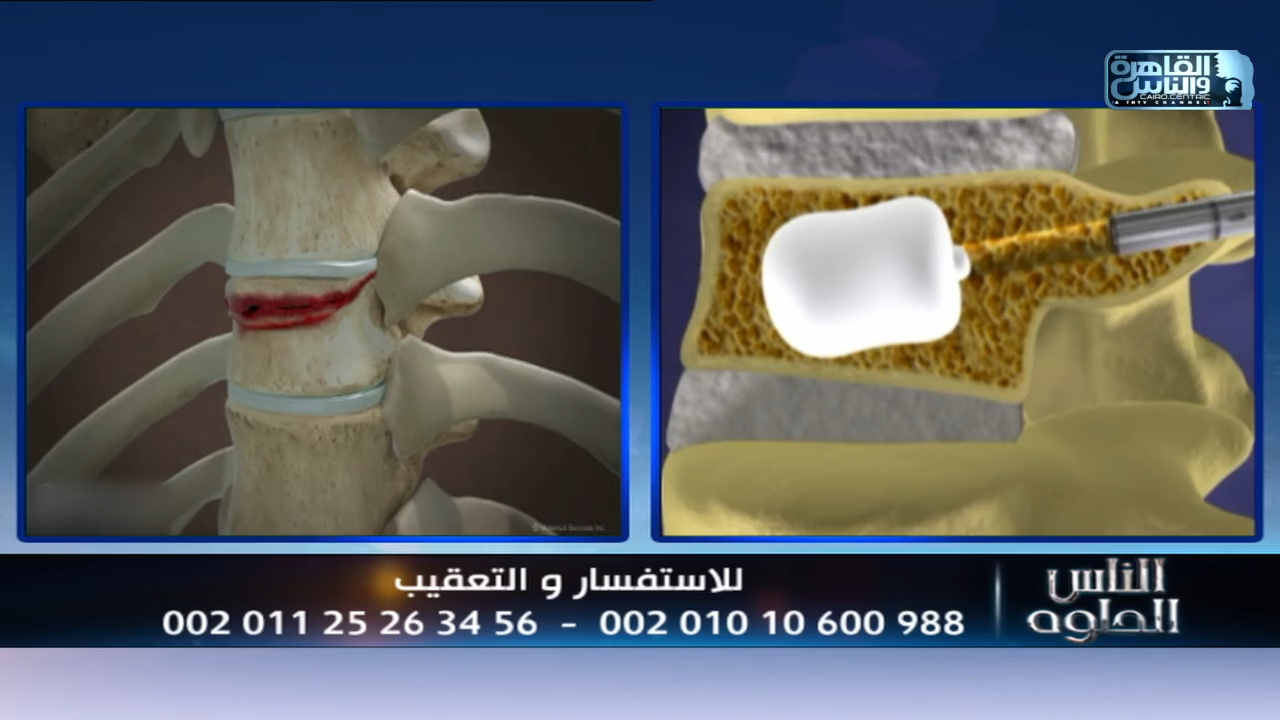 القاهرة
والناس
CAIRO.CENTRIC
A TNTV CHANNEL
للاستفسار و التعقيب
002 011 25 26 34 56 - 002 010 10 600 988
الناس
الحلوه